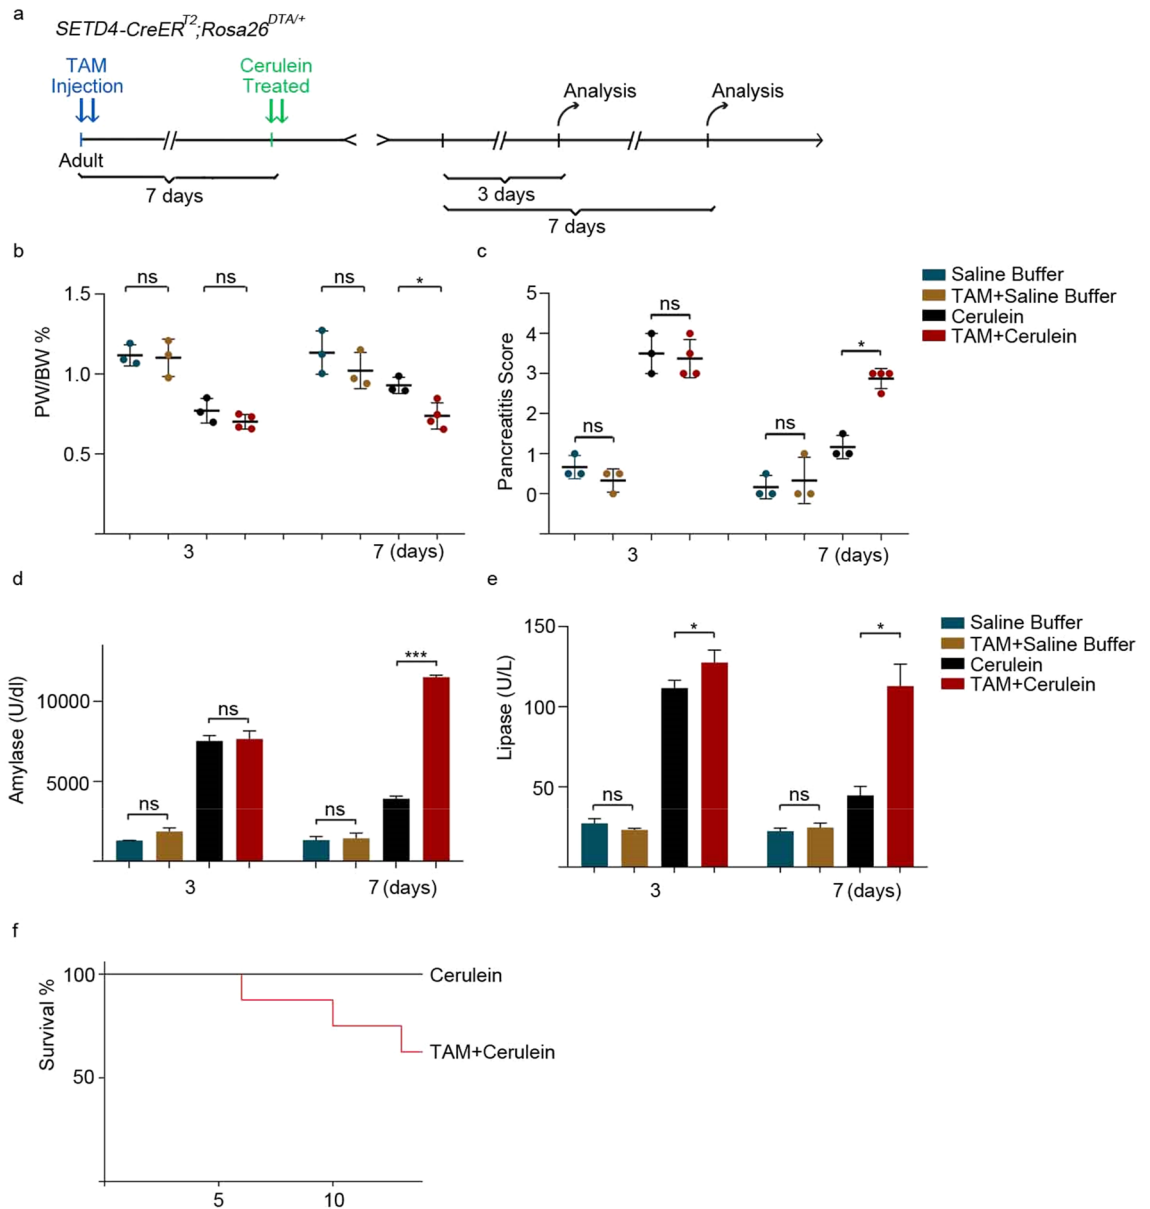 a
SETD4-CreER^T2;Rosa26^DTA/+
TAM
Injection
Cerulein
Treated
Analysis
Analysis
Adult
7 days
3 days
7 days
b
ns
ns
ns
*
1.5
1.0
0.5
PW/BW %
3
7 (days)
c
ns
ns
ns
*
5
4
3
2
1
0
Pancreatitis Score
3
7 (days)
Saline Buffer
TAM+Saline Buffer
Cerulein
TAM+Cerulein
d
ns
ns
ns
***
10000
5000
Amylase (U/dl)
3
7 (days)
e
ns
*
ns
*
150
100
50
Lipase (U/L)
3
7 (days)
Saline Buffer
TAM+Saline Buffer
Cerulein
TAM+Cerulein
f
100
50
Survival %
Cerulein
TAM+Cerulein
5
10